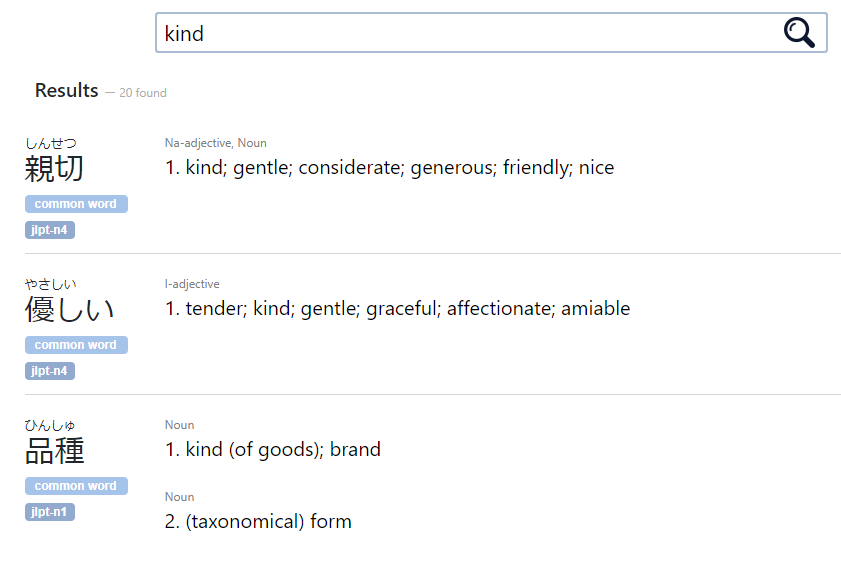 kind
Results — 20 found
しんせつ
親切
common word
jlpt-n4
Na-adjective, Noun
1. kind; gentle; considerate; generous; friendly; nice
やさしい
優しい
common word
jlpt-n4
I-adjective
1. tender; kind; gentle; graceful; affectionate; amiable
ひんしゅ
品種
common word
jlpt-n1
Noun
1. kind (of goods); brand
Noun
2. (taxonomical) form